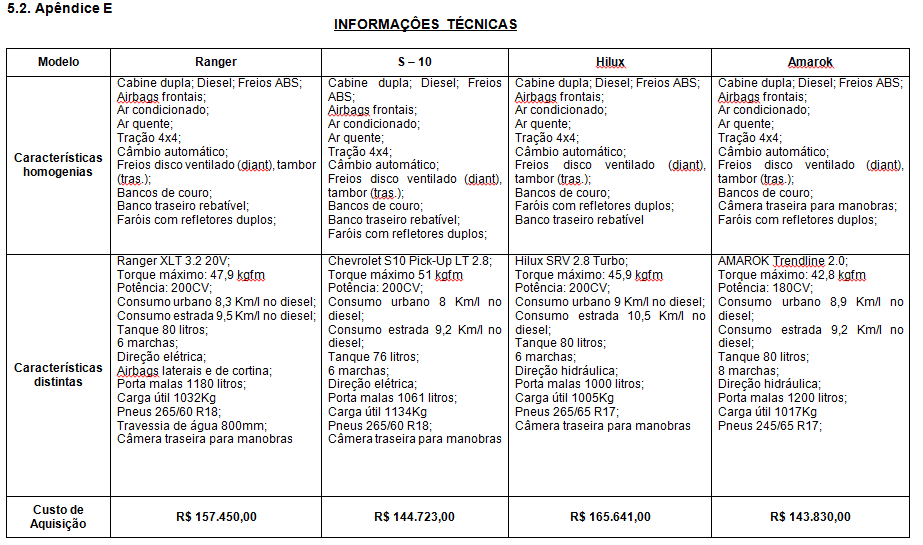 5.2. Apêndice E
INFORMAÇÔES TÉCNICAS
Modelo
Ranger
S – 10
Hilux
Amarok
Características
homogenias
Cabine dupla; Diesel; Freios ABS;
Airbags frontais;
Ar condicionado;
Ar quente;
Tração 4x4;
Câmbio automático;
Freios disco ventilado (diant), tambor
(tras.);
Bancos de couro;
Banco traseiro rebatível;
Faróis com refletores duplos;
Cabine dupla; Diesel; Freios
ABS;
Airbags frontais;
Ar condicionado;
Ar quente;
Tração 4x4;
Câmbio automático;
Freios disco ventilado (diant),
tambor (tras.);
Bancos de couro;
Banco traseiro rebatível;
Faróis com refletores duplos;
Cabine dupla; Diesel; Freios ABS;
Airbags frontais;
Ar condicionado;
Ar quente;
Tração 4x4;
Câmbio automático;
Freios disco ventilado (diant),
tambor (tras.);
Bancos de couro;
Faróis com refletores duplos;
Banco traseiro rebatível
Cabine dupla; Diesel; Freios ABS;
Airbags frontais;
Ar condicionado;
Ar quente;
Tração 4x4;
Câmbio automático;
Freios disco ventilado (diant),
tambor (tras.);
Bancos de couro;
Câmera traseira para manobras;
Faróis com refletores duplos;
Características
distintas
Ranger XLT 3.2 20V;
Torque máximo: 47,9 kgfm
Potência: 200CV;
Consumo urbano 8,3 Km/l no diesel;
Consumo estrada 9,5 Km/l no diesel;
Tanque 80 litros;
6 marchas;
Direção elétrica;
Airbags laterais e de cortina;
Porta malas 1180 litros;
Carga útil 1032Kg
Pneus 265/60 R18;
Travessia de água 800mm;
Câmera traseira para manobras
Chevrolet S10 Pick-Up LT 2.8;
Torque máximo 51 kgfm
Potência: 200CV;
Consumo urbano 8 Km/l no
diesel;
Consumo estrada 9,2 Km/l no
diesel;
Tanque 76 litros;
6 marchas;
Direção elétrica;
Porta malas 1061 litros;
Carga útil 1134Kg
Pneus 265/60 R18;
Câmera traseira para manobras
Hilux SRV 2.8 Turbo;
Torque máximo: 45,9 kgfm
Potência: 200CV;
Consumo urbano 9 Km/l no diesel;
Consumo estrada 10,5 Km/l no
diesel;
Tanque 80 litros;
6 marchas;
Direção hidráulica;
Porta malas 1000 litros;
Carga útil 1005Kg
Pneus 265/65 R17;
Câmera traseira para manobras
AMAROK Trendline 2.0;
Torque máximo: 42,8 kgfm
Potência: 180CV;
Consumo urbano 8,9 Km/l no
diesel;
Consumo estrada 9,2 Km/l no
diesel;
Tanque 80 litros;
8 marchas;
Direção hidráulica;
Porta malas 1200 litros;
Carga útil 1017Kg
Pneus 245/65 R17;
Custo de
Aquisição
R$ 157.450,00
R$ 144.723,00
R$ 165.641,00
R$ 143.830,00